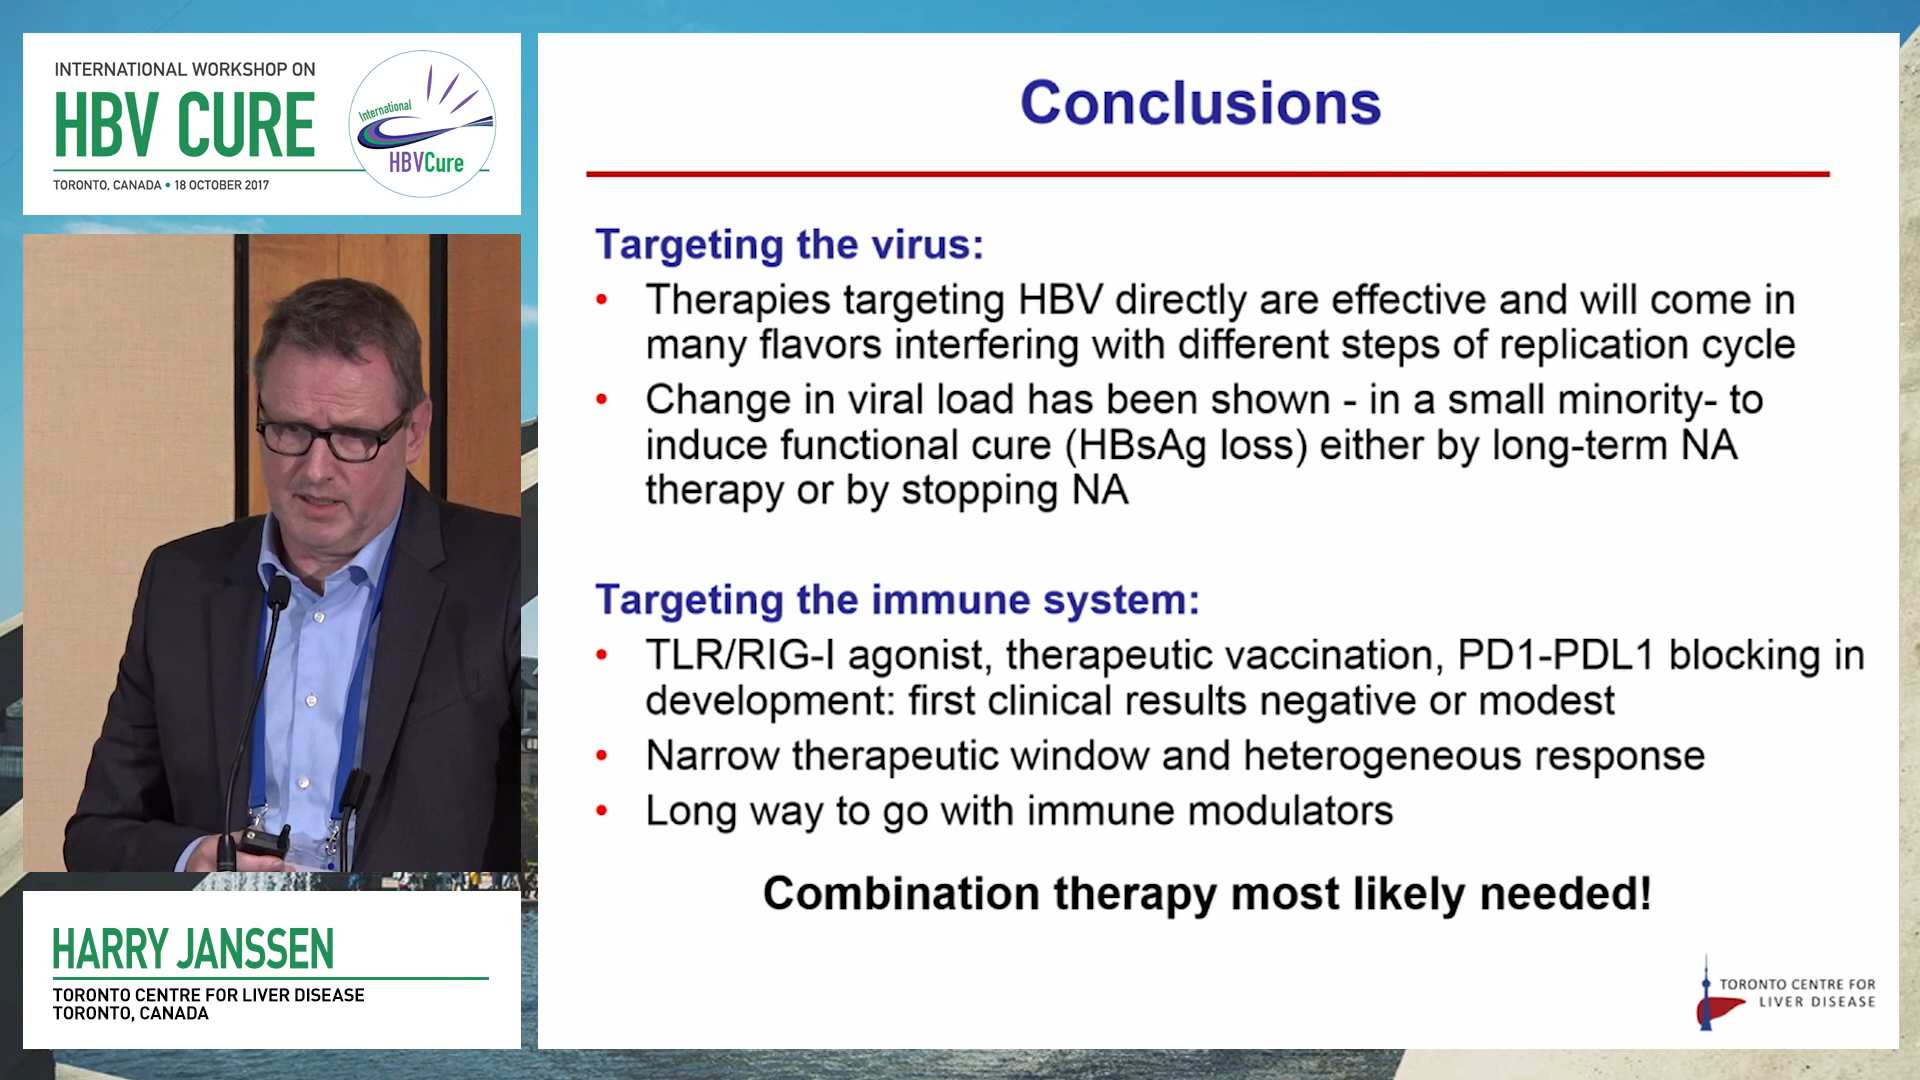 INTERNATIONAL WORKSHOP ON
HBV CURE
TORONTO, CANADA • 18 OCTOBER 2017
International
HBVCure
HARRY JANSSEN
TORONTO CENTRE FOR LIVER DISEASE
TORONTO, CANADA
Conclusions
Targeting the virus:
• Therapies targeting HBV directly are effective and will come in
many flavors interfering with different steps of replication cycle
• Change in viral load has been shown - in a small minority- to
induce functional cure (HBsAg loss) either by long-term NA
therapy or by stopping NA
Targeting the immune system:
• TLR/RIG-I agonist, therapeutic vaccination, PD1-PDL1 blocking in
development: first clinical results negative or modest
• Narrow therapeutic window and heterogeneous response
• Long way to go with immune modulators
Combination therapy most likely needed!
TORONTO CENTRE FOR
LIVER DISEASE